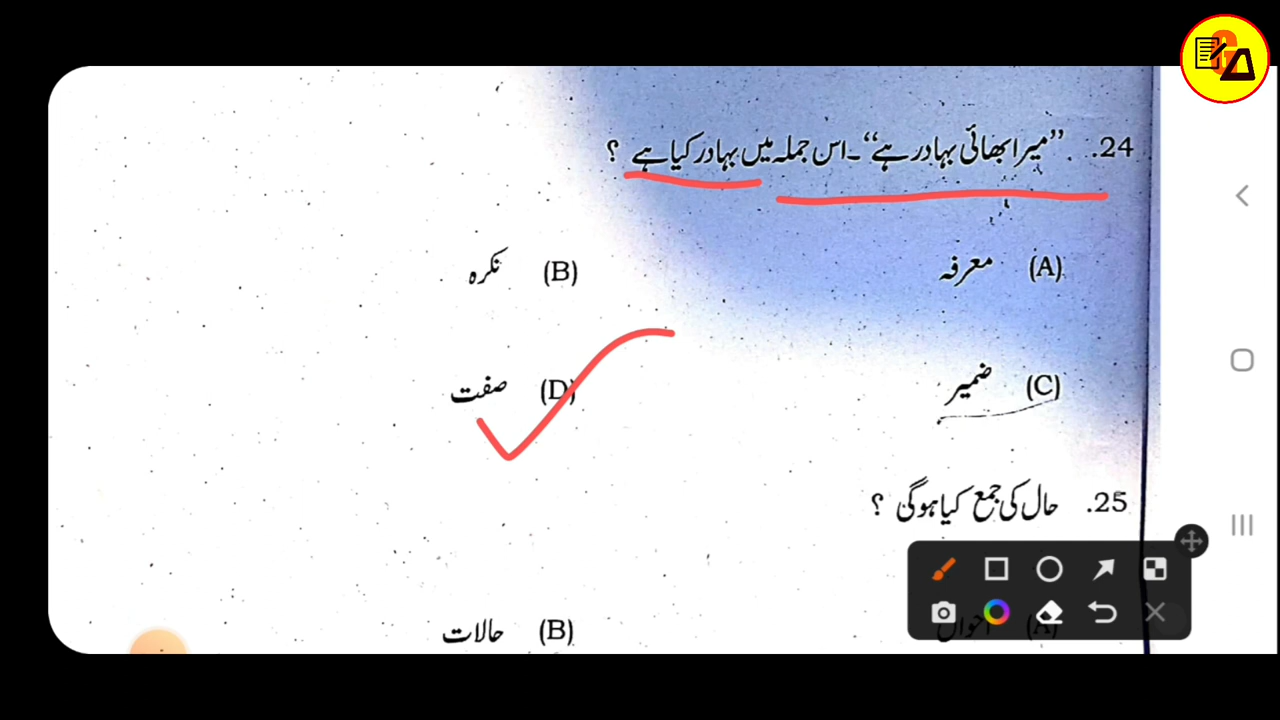 24. ”میرا بھائی بہادر ہے“۔ اس جملہ میں بہادر کیا ہے ؟
(A) معرفہ (B) نکرہ
(C) ضمیر (D) صفت
25. حال کی جمع کیا ہوگی ؟
(A) (B) حالات